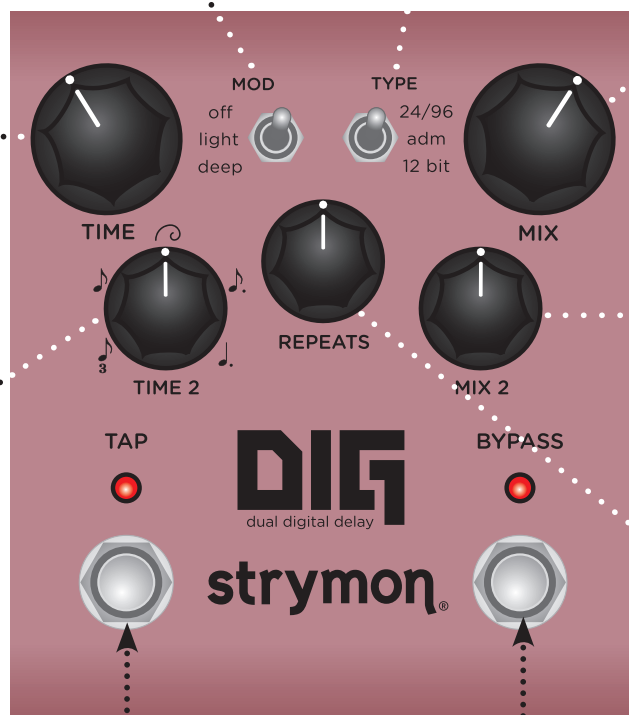 MOD
TYPE
off
light
deep
24/96
adm
12 bit
TIME
MIX
REPEATS
3
TIME 2
MIX 2
TAP
BYPASS
DIG
dual digital delay
strymon®